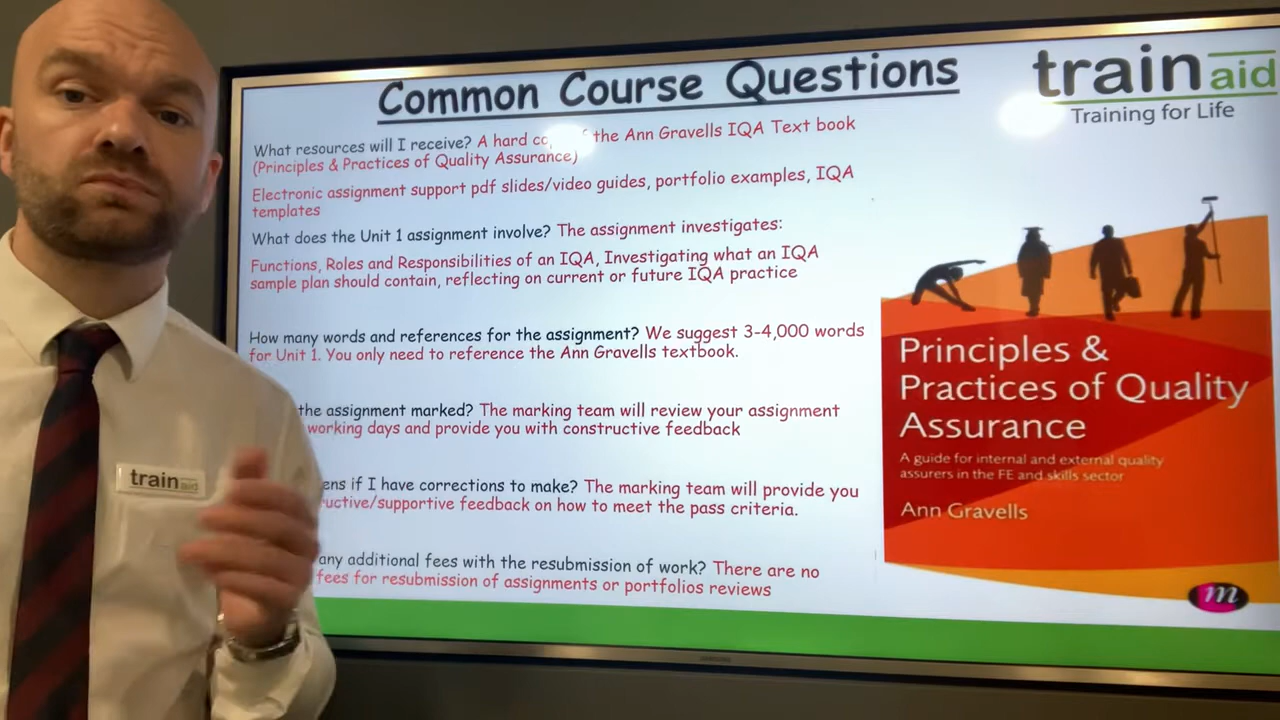 Common Course Questions
train aid
Training for Life
What resources will I receive? A hard co the Ann Gravells IQA Text book
(Principles & Practices of Quality Assurance)
Electronic assignment support pdf slides/video guides, portfolio examples, IQA
templates
What does the Unit 1 assignment involve? The assignment investigates:
Functions, Roles and Responsibilities of an IQA, Investigating what an IQA
sample plan should contain, reflecting on current or future IQA practice
How many words and references for the assignment? We suggest 3-4,000 words
for Unit 1. You only need to reference the Ann Gravells textbook.
the assignment marked? The marking team will review your assignment
working days and provide you with constructive feedback
ens if I have corrections to make? The marking team will provide you
ructive/supportive feedback on how to meet the pass criteria.
any additional fees with the resubmission of work? There are no
fees for resubmission of assignments or portfolios reviews
Principles &
Practices of Quality
Assurance
A guide for internal and external quality
assurers in the FE and skills sector
Ann Gravells
m
train aid
SAMSUNG